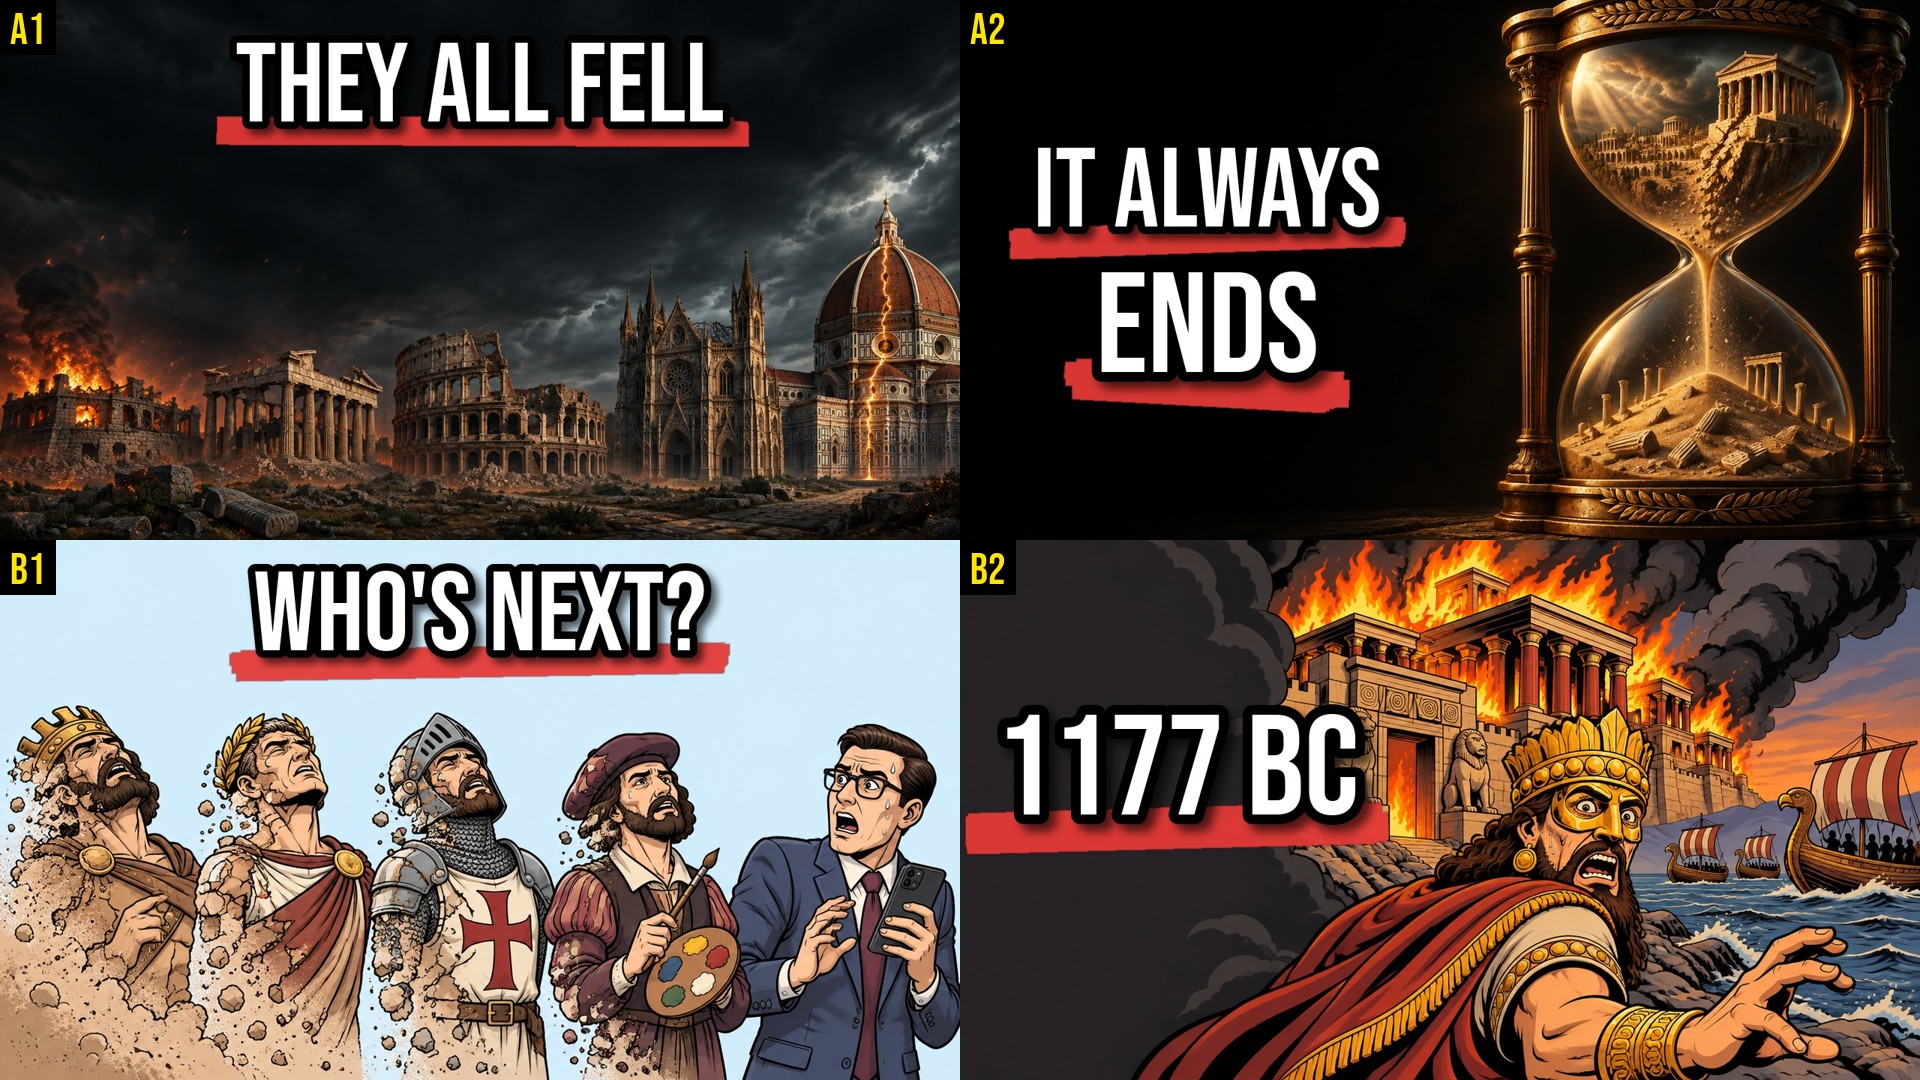 A1
THEY ALL FELL
A2
IT ALWAYS
ENDS
B1
WHO'S NEXT?
B2
1177 BC